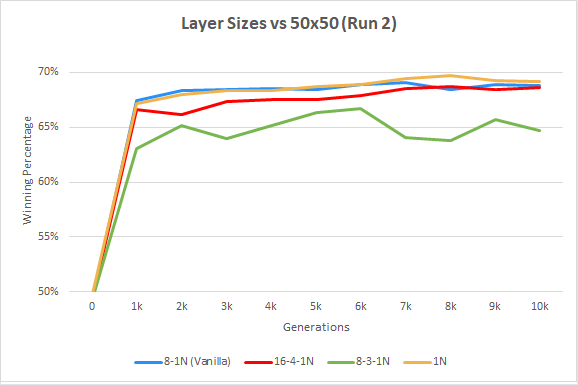 Layer Sizes vs 50x50 (Run 2)
70%
65%
60%
55%
50%
Winning Percentage
0 1k 2k 3k 4k 5k 6k 7k 8k 9k 10k
Generations
8-1N (Vanilla) 16-4-1N 8-3-1N 1N